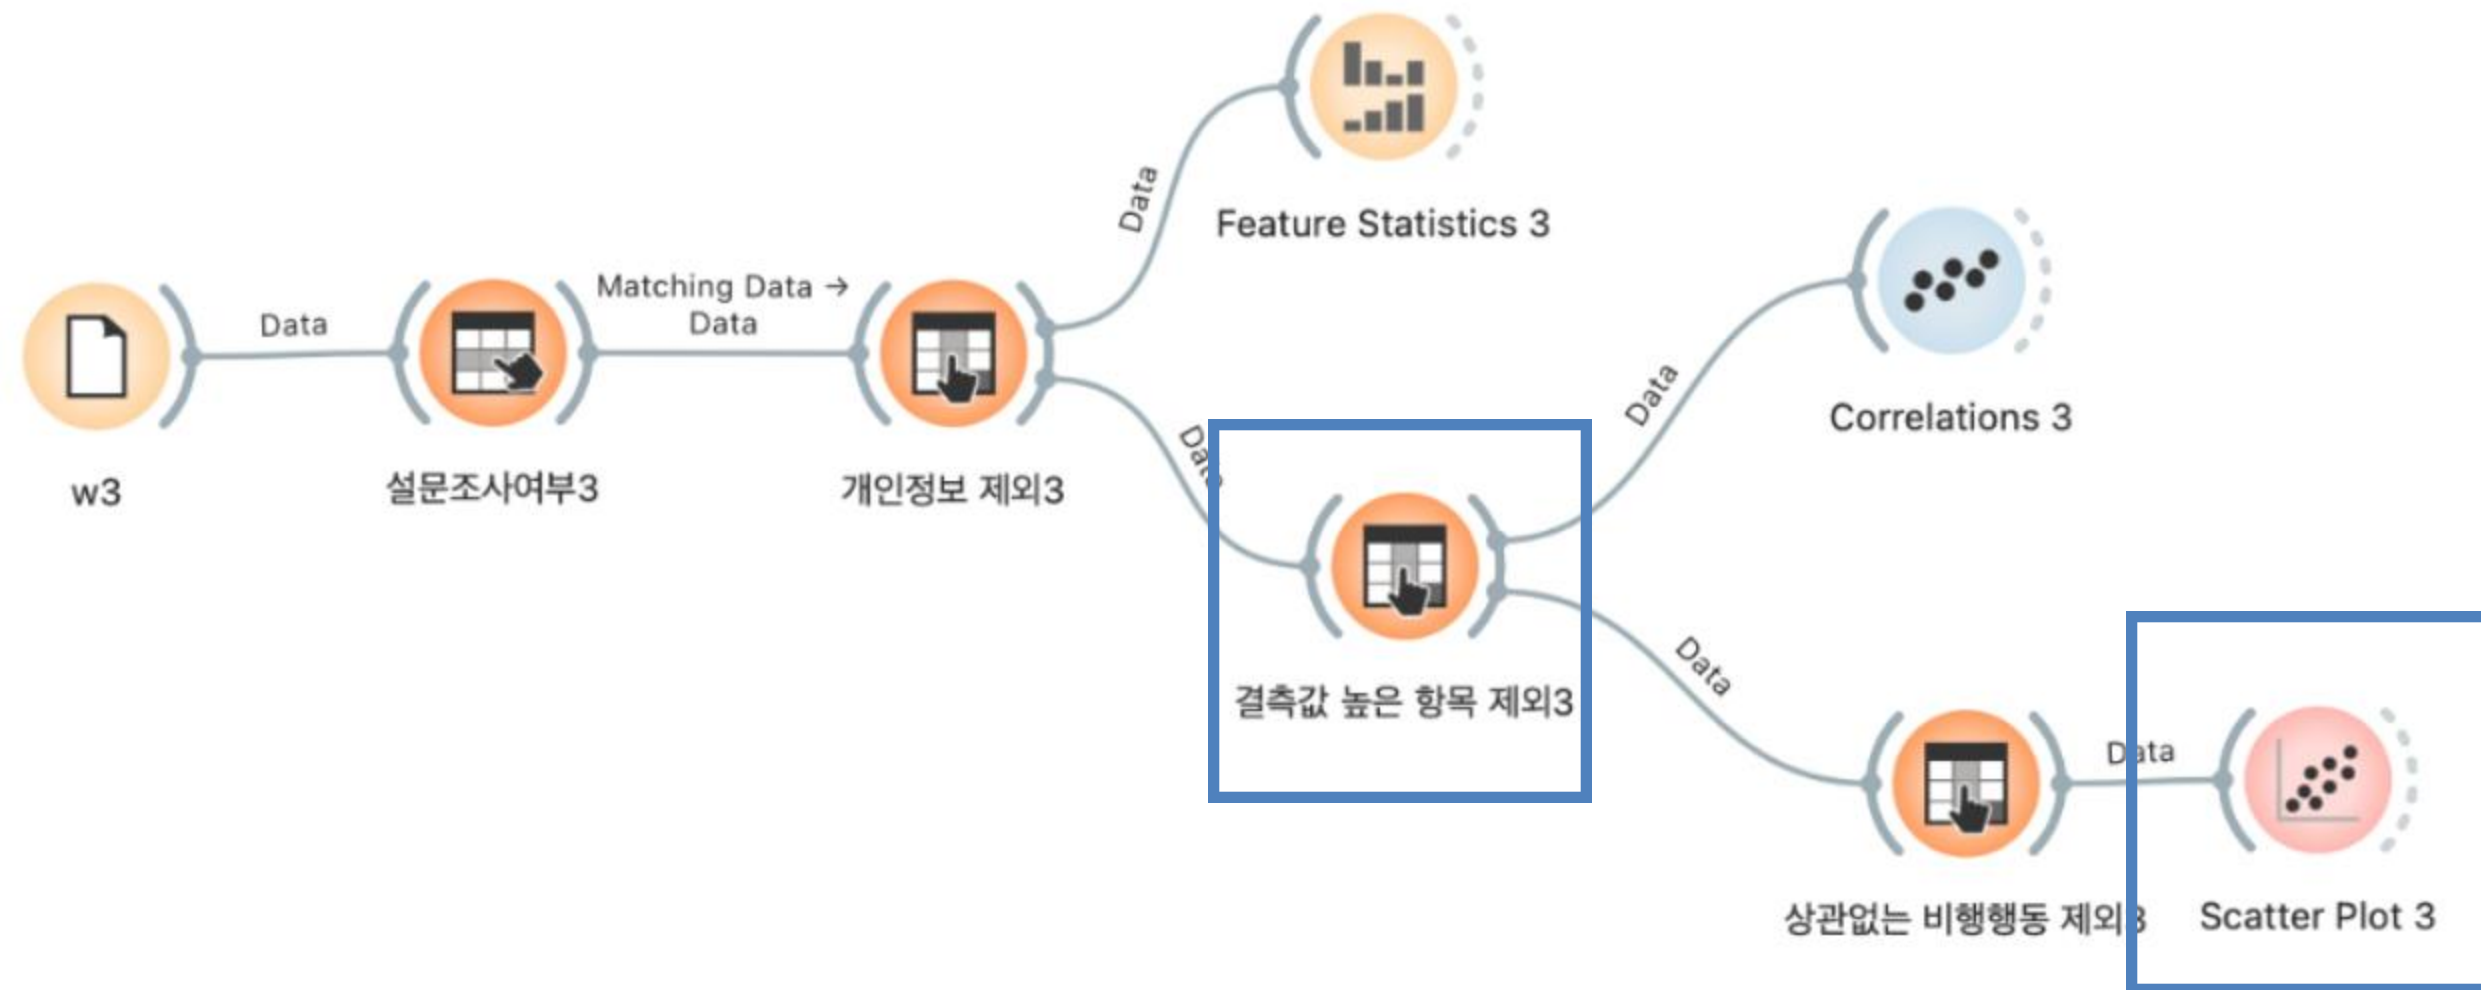 Data
Feature Statistics 3
Matching Data →
Data
Data
w3
설문조사여부3
개인정보 제외3
Data
Data
Correlations 3
결측값 높은 항목 제외3
Data
Data
상관없는 비행행동 제외3
Scatter Plot 3